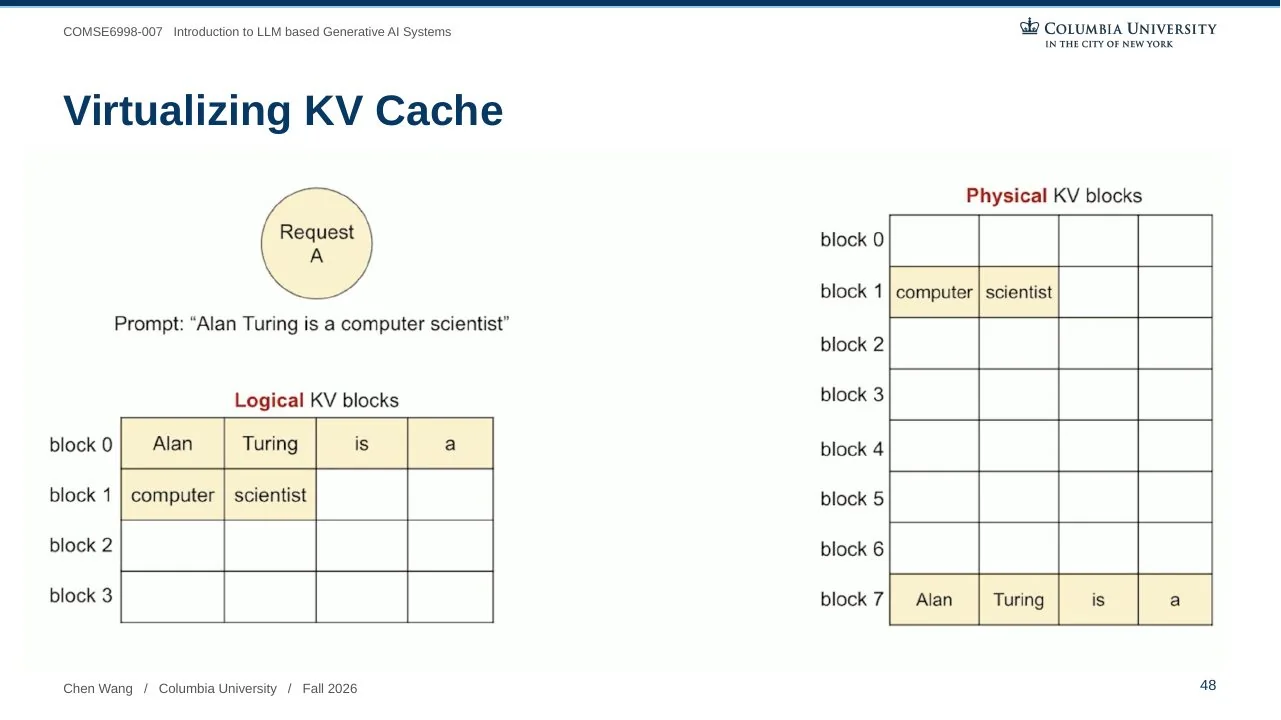 COMSE6998-007 Introduction to LLM based Generative AI Systems
COLUMBIA UNIVERSITY
IN THE CITY OF NEW YORK
Virtualizing KV Cache
Request
A
Prompt: “Alan Turing is a computer scientist”
Logical KV blocks
block 0 Alan Turing is a
block 1 computer scientist
block 2
block 3
Physical KV blocks
block 0
block 1 computer scientist
block 2
block 3
block 4
block 5
block 6
block 7 Alan Turing is a
Chen Wang / Columbia University / Fall 2026
48